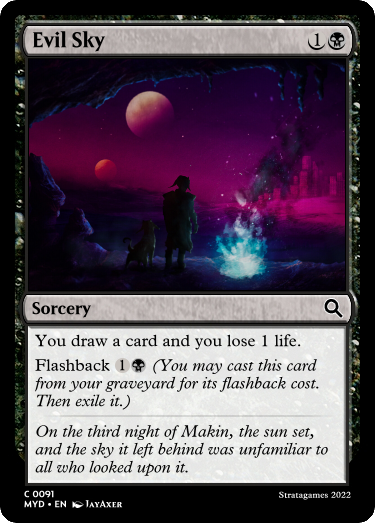 Evil Sky 1
Sorcery
You draw a card and you lose 1 life.
Flashback 1 (You may cast this card
from your graveyard for its flashback cost.
Then exile it.)
On the third night of Makin, the sun set,
and the sky it left behind was unfamiliar to
all who looked upon it.
C 0091
MYD • EN JayAxer
Stratagames 2022